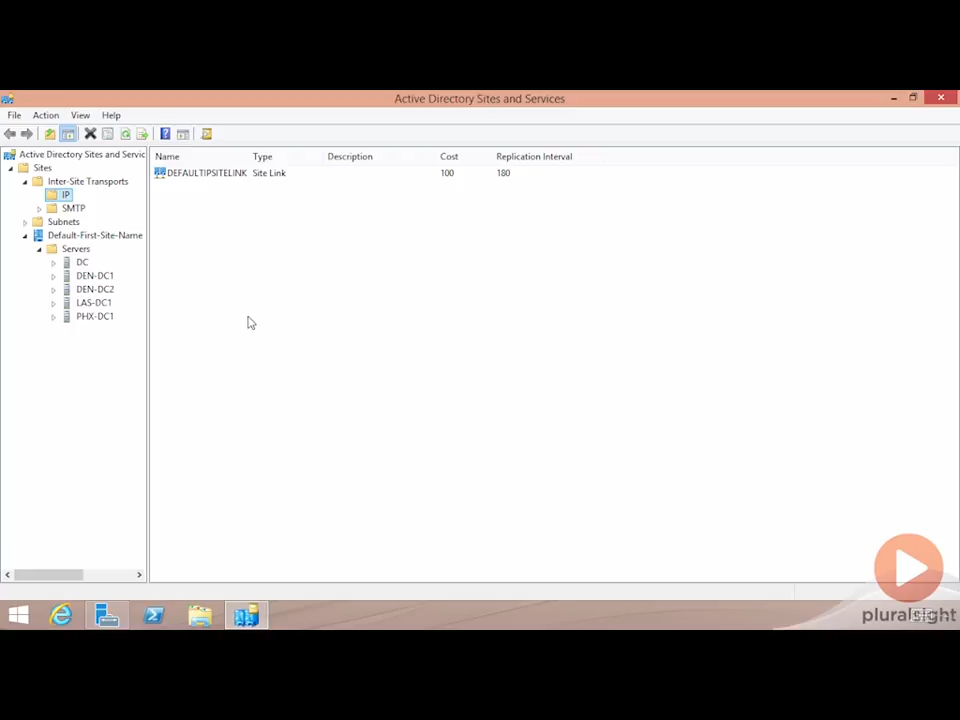 Active Directory Sites and Services
File Action View Help
Active Directory Sites and Servic
Sites
Inter-Site Transports
IP
SMTP
Subnets
Default-First-Site-Name
Servers
DC
DEN-DC1
DEN-DC2
LAS-DC1
PHX-DC1
Name Type Description Cost Replication Interval
DEFAULTIPSITELINK Site Link 100 180
pluralsight